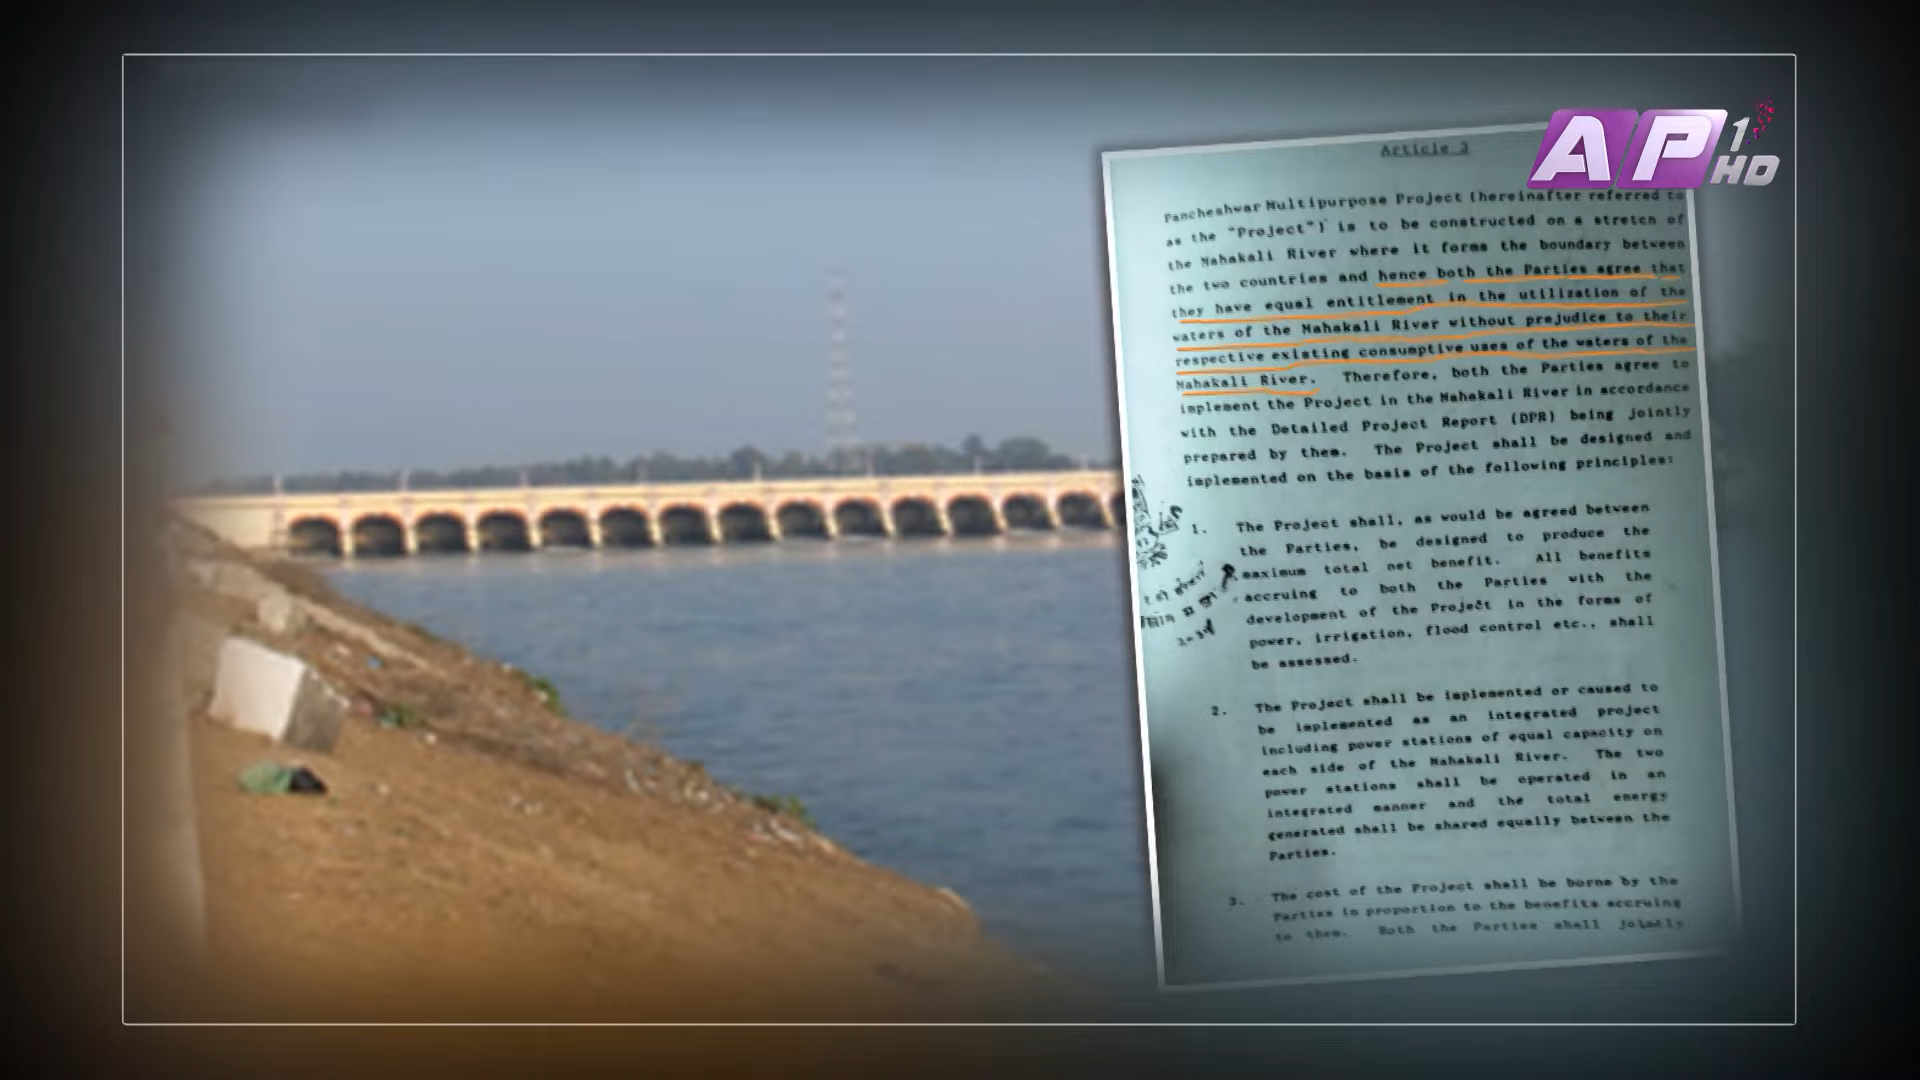 AP1 HD
Article 3
Pancheshwar Multipurpose Project (hereinafter referred to
as the "Project") is to be constructed on a stretch of
the Mahakali River where it forms the boundary between
the two countries and hence both the Parties agree that
they have equal entitlement in the utilization of the
waters of the Mahakali River without prejudice to their
respective existing consumptive uses of the waters of the
Mahakali River. Therefore, both the Parties agree to
implement the Project in the Mahakali River in accordance
with the Detailed Project Report (DPR) being jointly
prepared by them. The Project shall be designed and
implemented on the basis of the following principles:
1. The Project shall, as would be agreed between
the Parties, be designed to produce the
maximum total net benefit. All benefits
accruing to both the Parties with the
development of the Project in the forms of
power, irrigation, flood control etc., shall
be assessed.
2. The Project shall be implemented or caused to
be implemented as an integrated project
including power stations of equal capacity on
each side of the Mahakali River. The two
power stations shall be operated in an
integrated manner and the total energy
generated shall be shared equally between the
Parties.
3. The cost of the Project shall be borne by the
Parties in proportion to the benefits accruing
to them. Both the Parties shall jointly